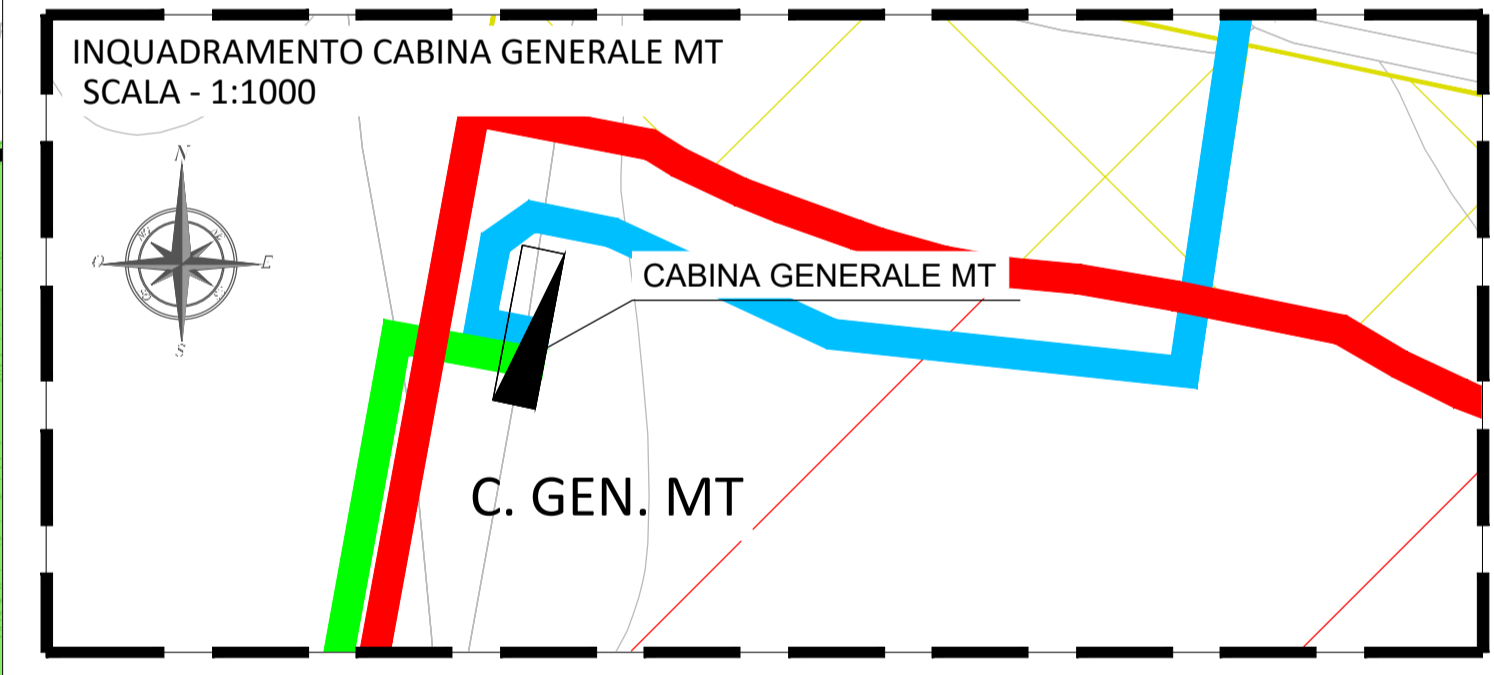 INQUADRAMENTO CABINA GENERALE MT
SCALA - 1:1000
N
O
E
S
CABINA GENERALE MT
C. GEN. MT